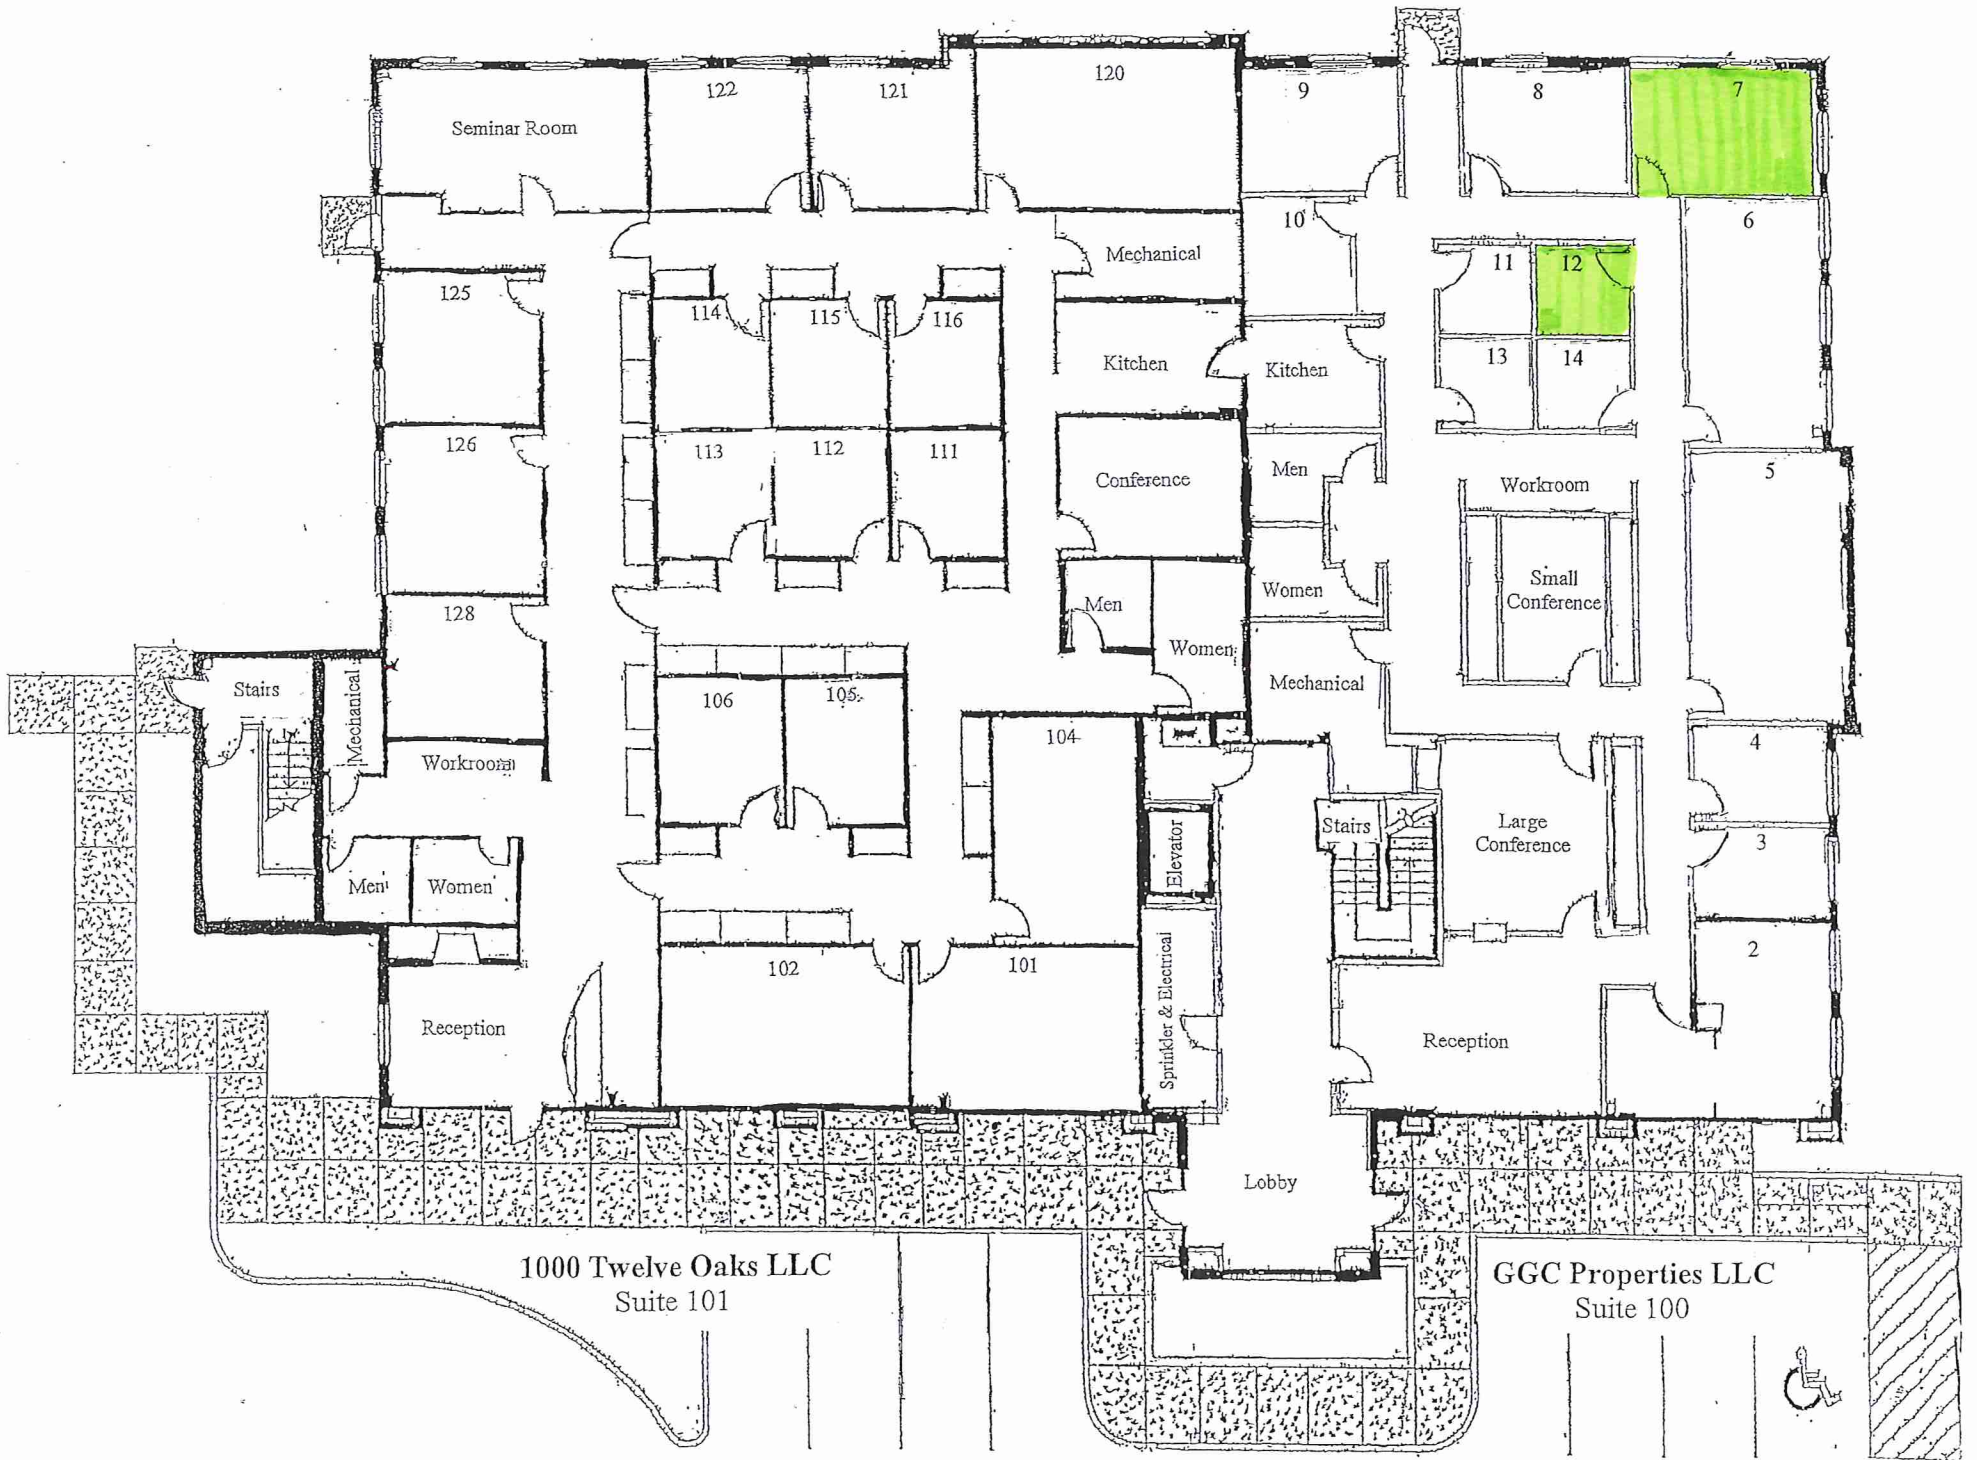 120
122
121
9
8
7
Seminar Room
10
6
Mechanical
11
12
125
114
115
116
Kitchen
Kitchen
13
14
126
113
112
111
Conference
Men
5
Workroom
Women
Small
Conference
128
Men
Women
Stairs
Mechanical
106
105
Mechanical
104
4
Workroom
Elevator
Stairs
Large
Conference
3
Men
Women
102
101
2
Sprinkler & Electrical
Reception
Reception
Lobby
1000 Twelve Oaks LLC
Suite 101
GGC Properties LLC
Suite 100